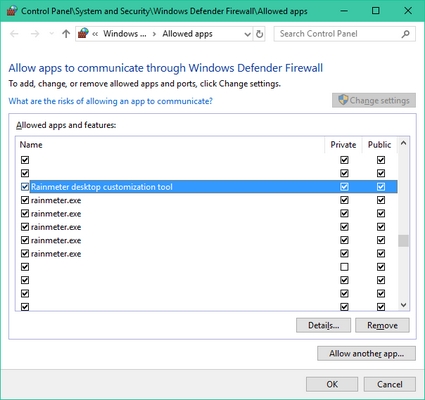 Control Panel\System and Security\Windows Defender Firewall\Allowed apps
Windows ... Allowed apps Search Control Panel
Allow apps to communicate through Windows Defender Firewall
To add, change, or remove allowed apps and ports, click Change settings.
What are the risks of allowing an app to communicate? Change settings
Allowed apps and features:
Name Private Public
Rainmeter desktop customization tool
rainmeter.exe
rainmeter.exe
rainmeter.exe
rainmeter.exe
rainmeter.exe
Details... Remove
Allow another app...
OK Cancel